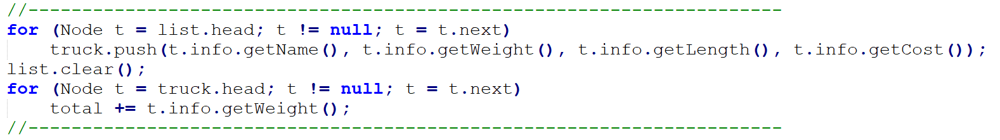 //----------------------------------------------------------------------
for (Node t = list.head; t != null; t = t.next)
    truck.push(t.info.getName(), t.info.getWeight(), t.info.getLength(), t.info.getCost());
list.clear();
for (Node t = truck.head; t != null; t = t.next)
    total += t.info.getWeight();
//----------------------------------------------------------------------